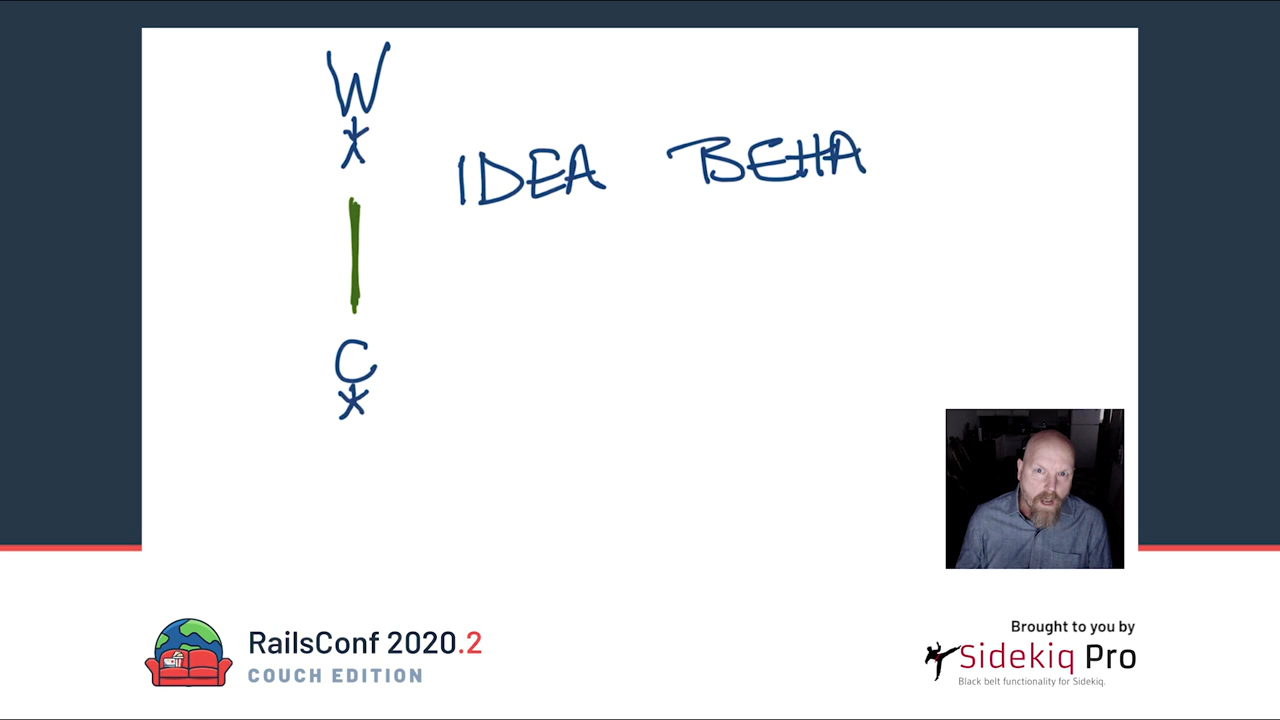 W
IDEA BEHA
C
RailsConf 2020.2
COUCH EDITION
Brought to you by
Sidekiq Pro
Black belt functionality for Sidekiq.